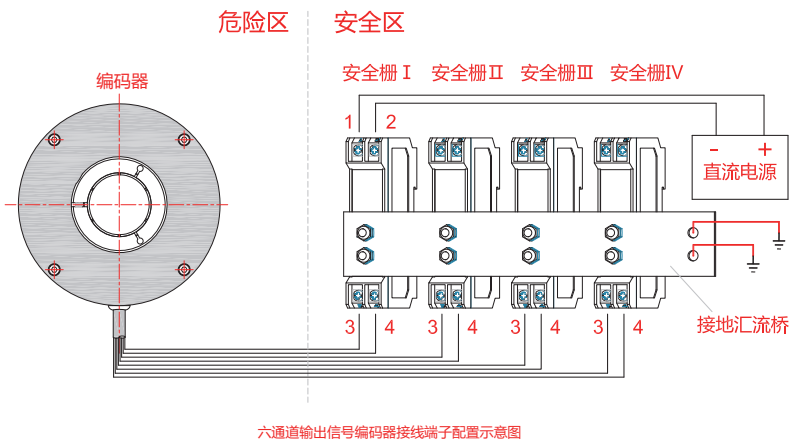 危险区
安全区
安全栅Ⅰ
安全栅Ⅱ
安全栅Ⅲ
安全栅Ⅳ
编码器
1
2
- +
直流电源
3 4
3 4
3 4
3 4
接地汇流桥
六通道输出信号编码器接线端子配置示意图